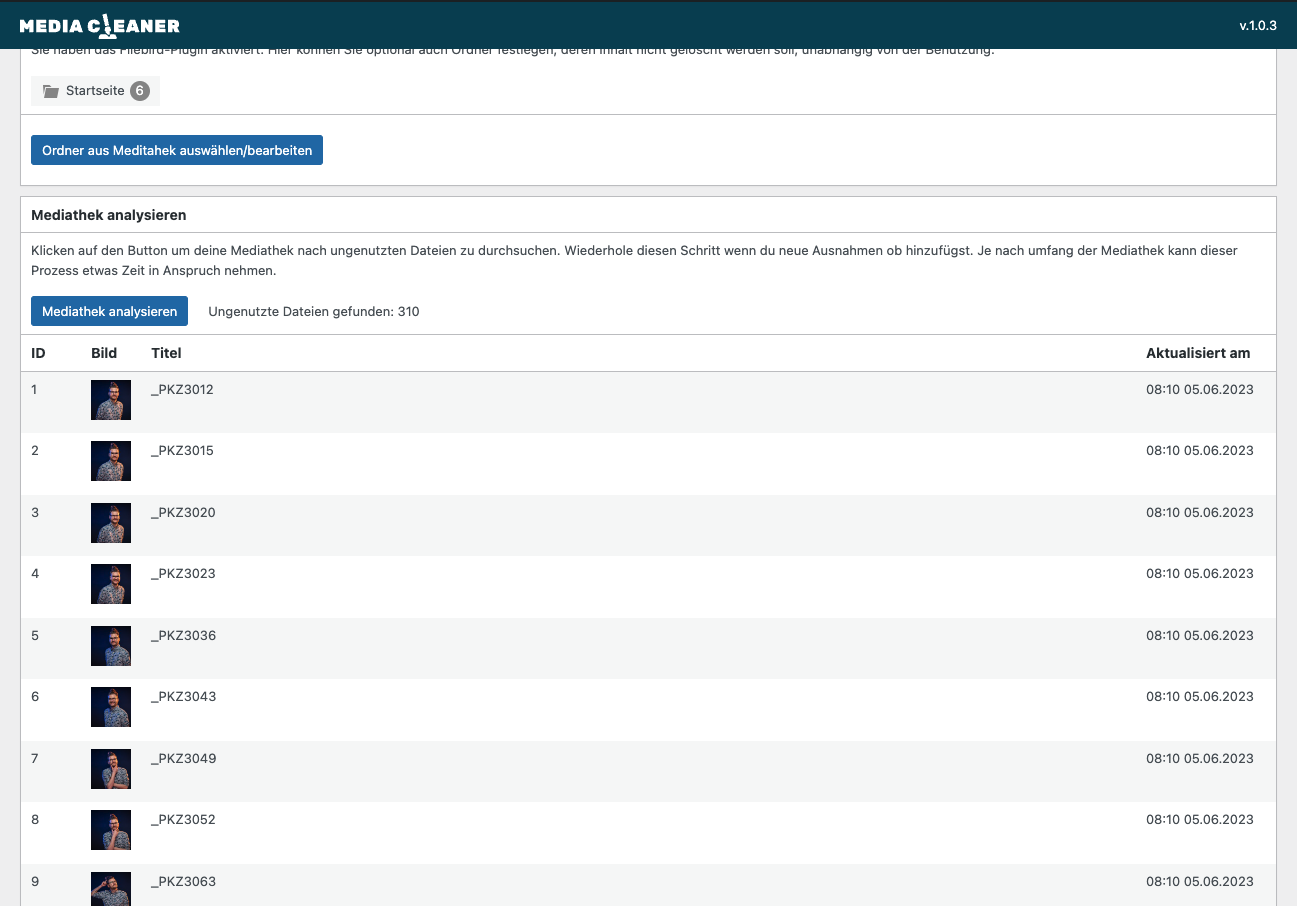 MEDIA CLEANER
v.1.0.3
Sie haben das Filebird-Plugin aktiviert. Hier können Sie optional auch Ordner festlegen, deren Inhalt nicht gelöscht werden soll, unabhängig von der Benutzung.
Startseite 6
Ordner aus Meditahek auswählen/bearbeiten
Mediathek analysieren
Klicken auf den Button um deine Mediathek nach ungenutzten Dateien zu durchsuchen. Wiederhole diesen Schritt wenn du neue Ausnahmen ob hinzufügst. Je nach umfang der Mediathek kann dieser
Prozess etwas Zeit in Anspruch nehmen.
Mediathek analysieren Ungenutzte Dateien gefunden: 310
ID Bild Titel Aktualisiert am
1 _PKZ3012 08:10 05.06.2023
2 _PKZ3015 08:10 05.06.2023
3 _PKZ3020 08:10 05.06.2023
4 _PKZ3023 08:10 05.06.2023
5 _PKZ3036 08:10 05.06.2023
6 _PKZ3043 08:10 05.06.2023
7 _PKZ3049 08:10 05.06.2023
8 _PKZ3052 08:10 05.06.2023
9 _PKZ3063 08:10 05.06.2023